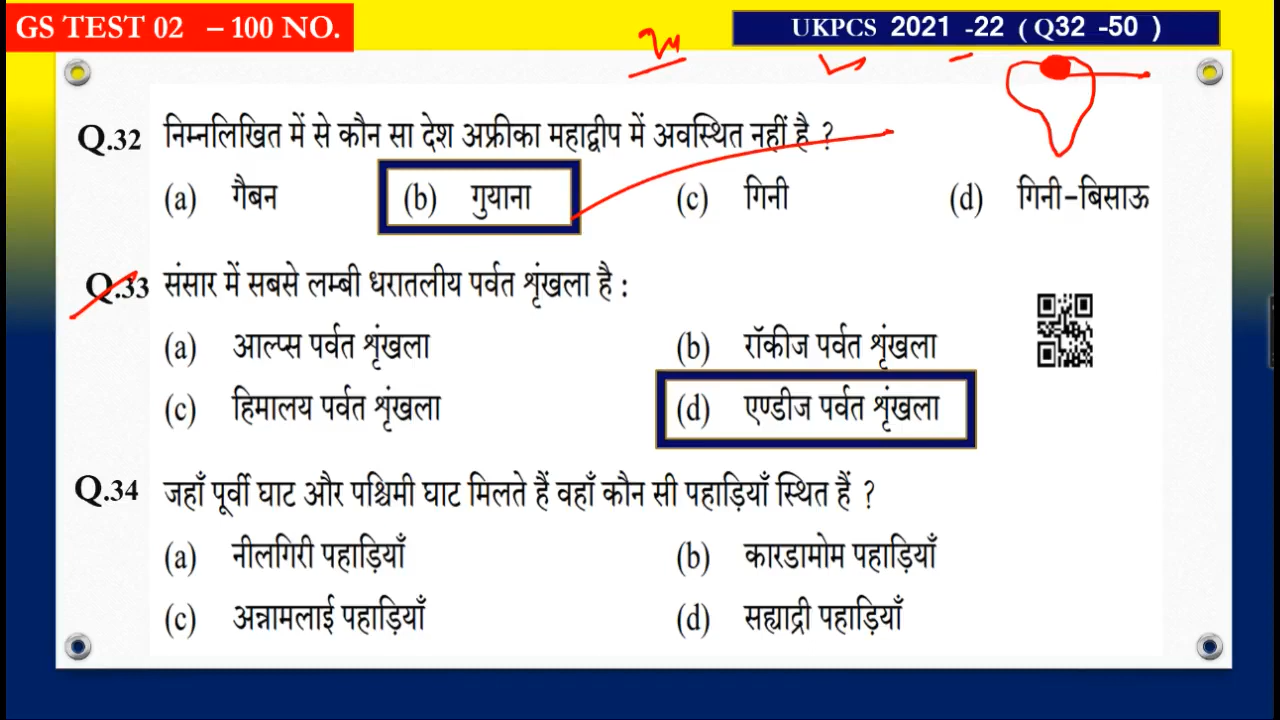 GS TEST 02 – 100 NO.
UKPCS 2021 -22 ( Q32 -50 )
Q.32 निम्नलिखित में से कौन सा देश अफ्रीका महाद्वीप में अवस्थित नहीं है ?
(a) गैबन (b) गुयाना (c) गिनी (d) गिनी-बिसाऊ
Q.33 संसार में सबसे लम्बी धरातलीय पर्वत शृंखला है :
(a) आल्प्स पर्वत शृंखला (b) रॉकीज पर्वत शृंखला
(c) हिमालय पर्वत शृंखला (d) एण्डीज पर्वत शृंखला
Q.34 जहाँ पूर्वी घाट और पश्चिमी घाट मिलते हैं वहाँ कौन सी पहाड़ियाँ स्थित हैं ?
(a) नीलगिरी पहाड़ियाँ (b) कारडामोम पहाड़ियाँ
(c) अन्नामलाई पहाड़ियाँ (d) सह्याद्री पहाड़ियाँ